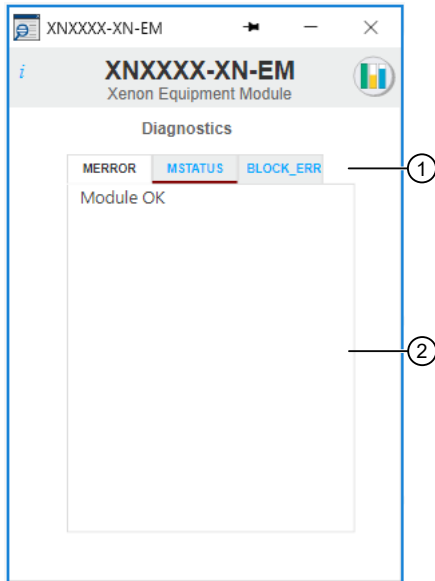 XNXXXX-XN-EM
i
XNXXXX-XN-EM
Xenon Equipment Module
Diagnostics
MERROR MSTATUS BLOCK_ERR
1
Module OK
2